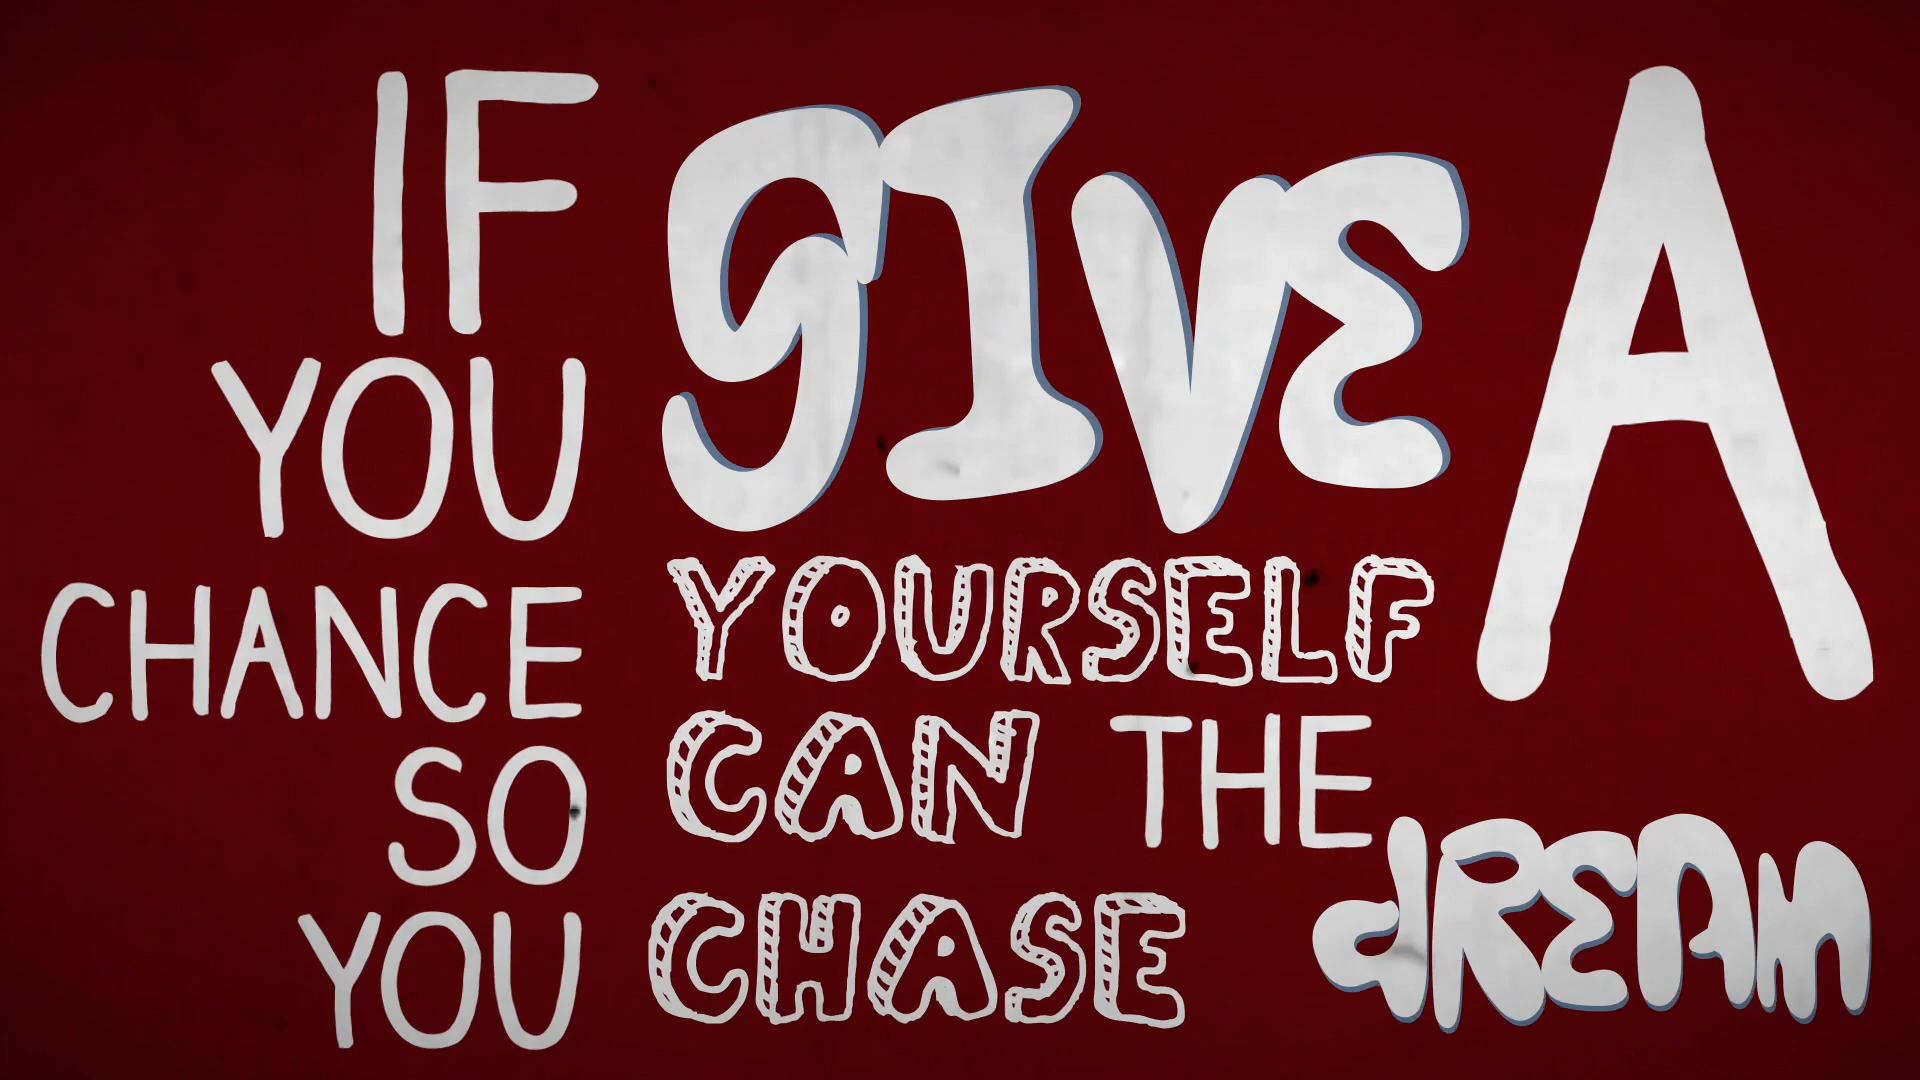 IF gIVE A
YOU
CHANCE YOURSELF
SO CAN THE
YOU CHASE dREAM